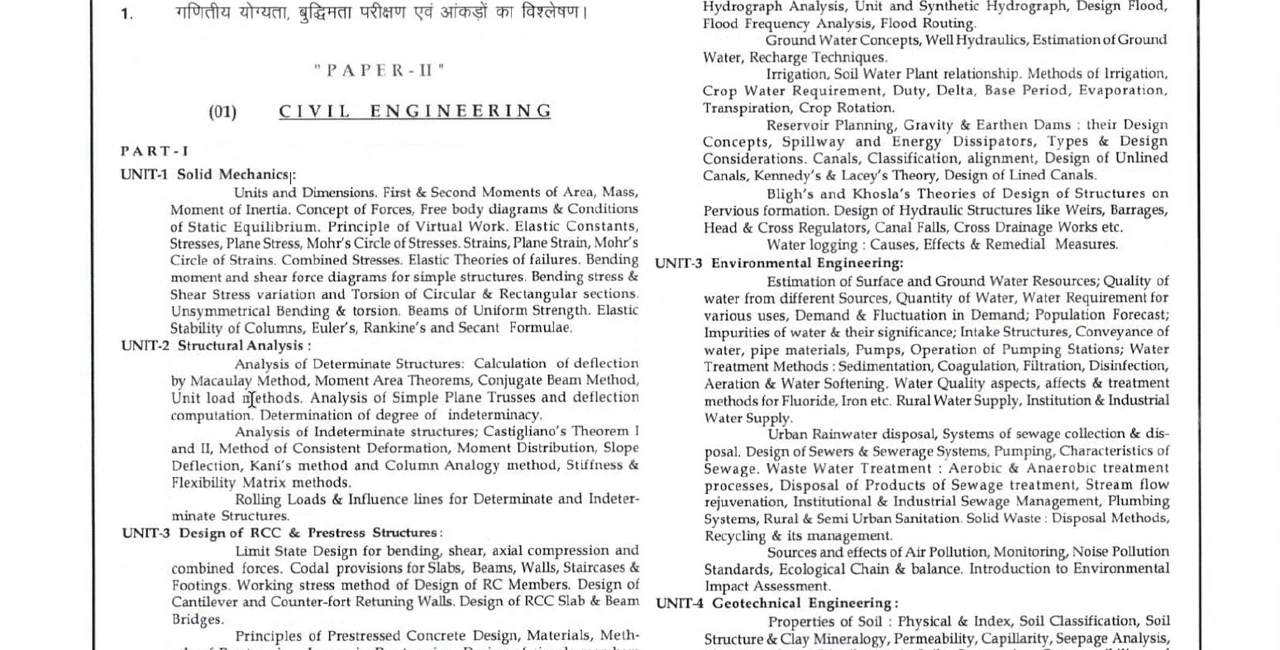 1. गणितीय योग्यता, बुद्धिमता परीक्षण एवं आंकड़ों का विश्लेषण।
"PAPER-II"
(01) CIVIL ENGINEERING
PART-I
UNIT-1 Solid Mechanics:
Units and Dimensions. First & Second Moments of Area, Mass,
Moment of Inertia. Concept of Forces, Free body diagrams & Conditions
of Static Equilibrium. Principle of Virtual Work. Elastic Constants,
Stresses, Plane Stress, Mohr's Circle of Stresses. Strains, Plane Strain, Mohr's
Circle of Strains. Combined Stresses. Elastic Theories of failures. Bending
moment and shear force diagrams for simple structures. Bending stress &
Shear Stress variation and Torsion of Circular & Rectangular sections.
Unsymmetrical Bending & torsion. Beams of Uniform Strength. Elastic
Stability of Columns, Euler's, Rankine's and Secant Formulae.
UNIT-2 Structural Analysis :
Analysis of Determinate Structures: Calculation of deflection
by Macaulay Method, Moment Area Theorems, Conjugate Beam Method,
Unit load methods. Analysis of Simple Plane Trusses and deflection
computation. Determination of degree of indeterminacy.
Analysis of Indeterminate structures; Castigliano's Theorem I
and II, Method of Consistent Deformation, Moment Distribution, Slope
Deflection, Kani's method and Column Analogy method, Stiffness &
Flexibility Matrix methods.
Rolling Loads & Influence lines for Determinate and Indeter-
minate Structures.
UNIT-3 Design of RCC & Prestress Structures:
Limit State Design for bending, shear, axial compression and
combined forces. Codal provisions for Slabs, Beams, Walls, Staircases &
Footings. Working stress method of Design of RC Members. Design of
Cantilever and Counter-fort Retuning Walls. Design of RCC Slab & Beam
Bridges.
Principles of Prestressed Concrete Design, Materials, Meth-
Hydrograph Analysis, Unit and Synthetic Hydrograph, Design Flood,
Flood Frequency Analysis, Flood Routing.
Ground Water Concepts, Well Hydraulics, Estimation of Ground
Water, Recharge Techniques.
Irrigation, Soil Water Plant relationship. Methods of Irrigation,
Crop Water Requirement, Duty, Delta, Base Period, Evaporation,
Transpiration, Crop Rotation.
Reservoir Planning, Gravity & Earthen Dams : their Design
Concepts, Spillway and Energy Dissipators, Types & Design
Considerations. Canals, Classification, alignment, Design of Unlined
Canals, Kennedy's & Lacey's Theory, Design of Lined Canals.
Bligh's and Khosla's Theories of Design of Structures on
Pervious formation. Design of Hydraulic Structures like Weirs, Barrages,
Head & Cross Regulators, Canal Falls, Cross Drainage Works etc.
Water logging : Causes, Effects & Remedial Measures.
UNIT-3 Environmental Engineering:
Estimation of Surface and Ground Water Resources; Quality of
water from different Sources, Quantity of Water, Water Requirement for
various uses, Demand & Fluctuation in Demand; Population Forecast;
Impurities of water & their significance; Intake Structures, Conveyance of
water, pipe materials, Pumps, Operation of Pumping Stations; Water
Treatment Methods : Sedimentation, Coagulation, Filtration, Disinfection,
Aeration & Water Softening. Water Quality aspects, affects & treatment
methods for Fluoride, Iron etc. Rural Water Supply, Institution & Industrial
Water Supply.
Urban Rainwater disposal, Systems of sewage collection & dis-
posal. Design of Sewers & Sewerage Systems, Pumping, Characteristics of
Sewage. Waste Water Treatment : Aerobic & Anaerobic treatment
processes, Disposal of Products of Sewage treatment, Stream flow
rejuvenation, Institutional & Industrial Sewage Management, Plumbing
Systems, Rural & Semi Urban Sanitation. Solid Waste : Disposal Methods,
Recycling & its management.
Sources and effects of Air Pollution, Monitoring, Noise Pollution
Standards, Ecological Chain & balance. Introduction to Environmental
Impact Assessment.
UNIT-4 Geotechnical Engineering:
Properties of Soil : Physical & Index, Soil Classification, Soil
Structure & Clay Mineralogy, Permeability, Capillarity, Seepage Analysis,